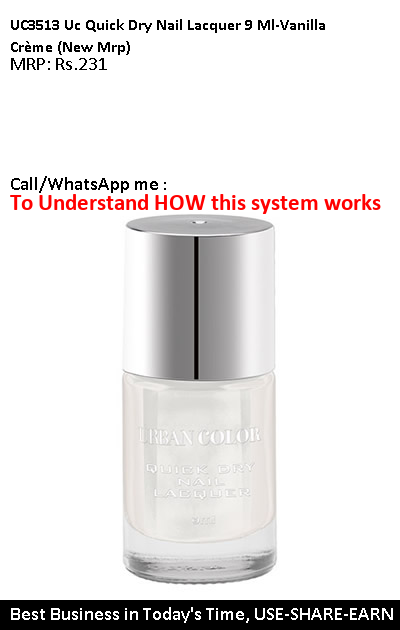 UC3513 Uc Quick Dry Nail Lacquer 9 Ml-Vanilla
Crème (New Mrp)
MRP: Rs.231
Call/WhatsApp me :
To Understand HOW this system works
URBAN COLOR
QUICK DRY
NAIL
LACQUER
9ml
Best Business in Today's Time, USE-SHARE-EARN